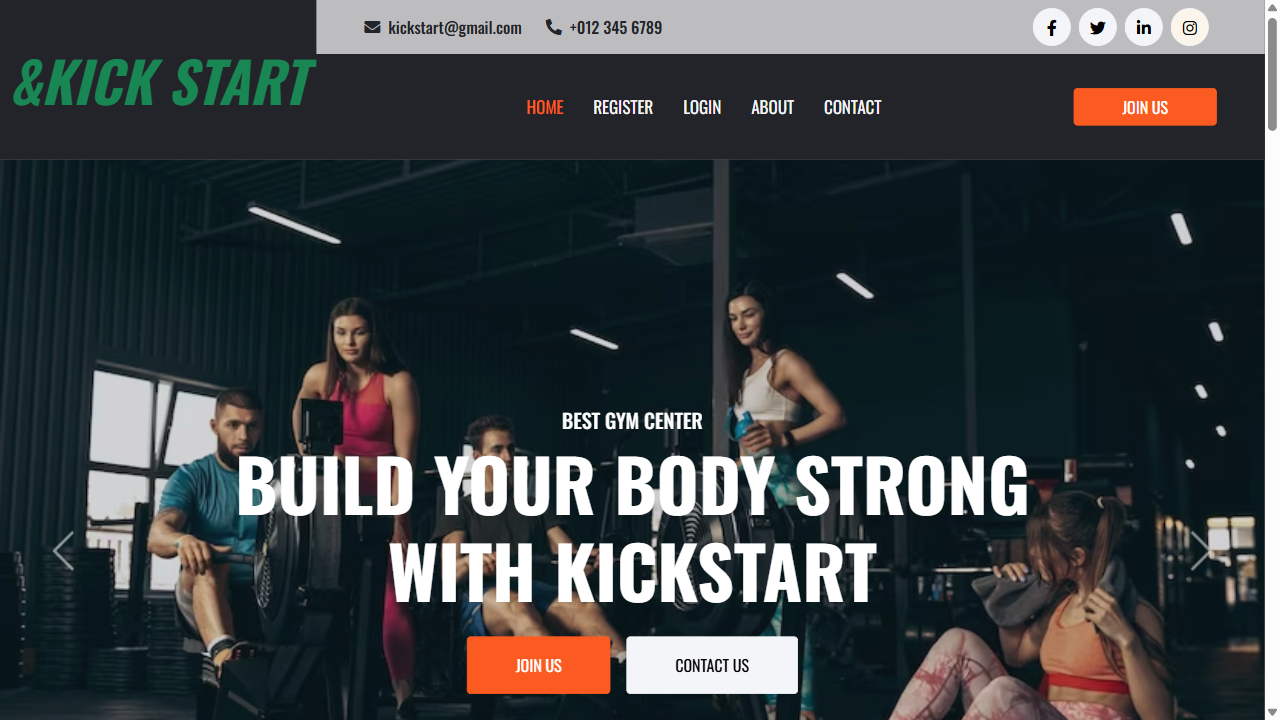 kickstart@gmail.com +012 345 6789
&KICK START
HOME REGISTER LOGIN ABOUT CONTACT JOIN US
BEST GYM CENTER
BUILD YOUR BODY STRONG
WITH KICKSTART
JOIN US CONTACT US